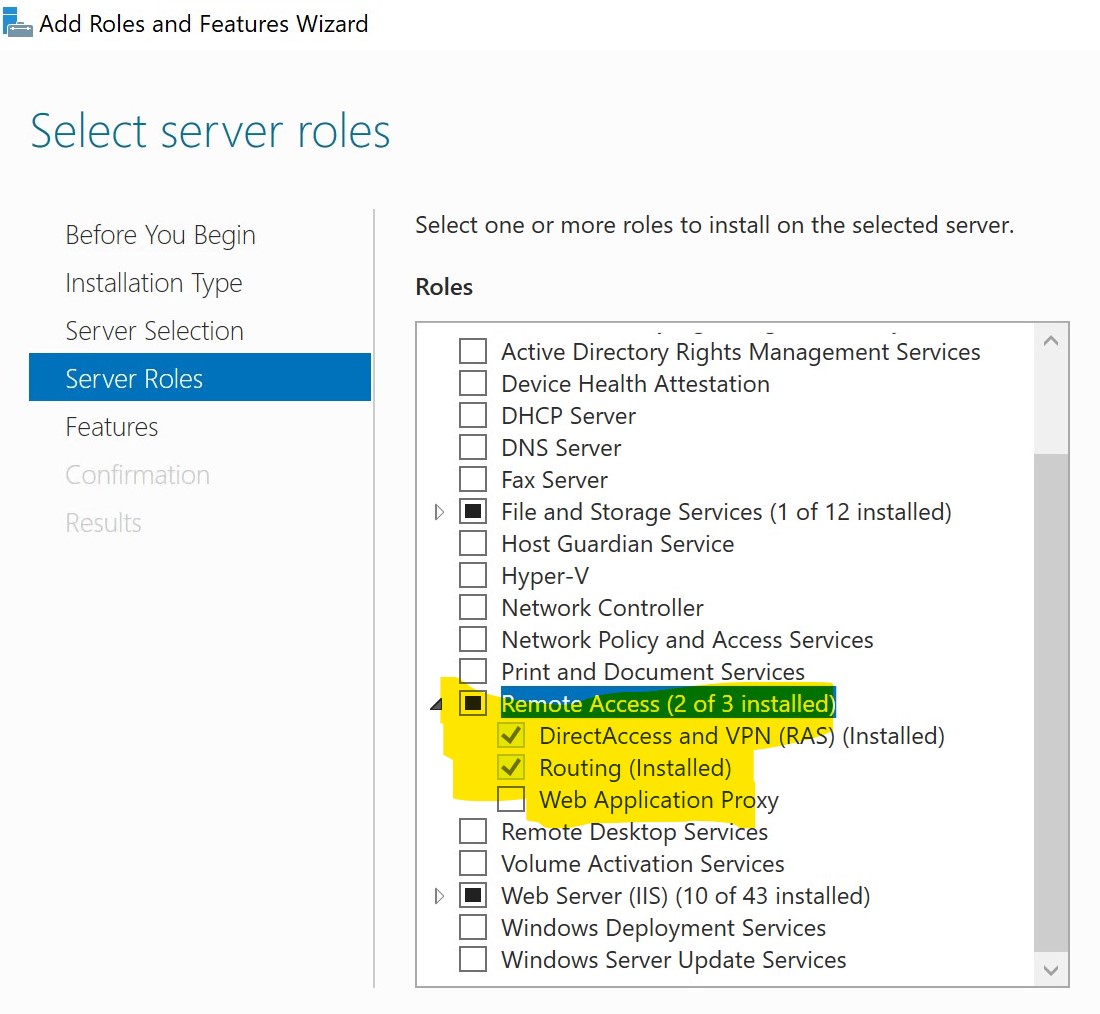 Add Roles and Features Wizard
Select server roles
Before You Begin
Installation Type
Server Selection
Server Roles
Features
Confirmation
Results
Select one or more roles to install on the selected server.
Roles
Active Directory Rights Management Services
Device Health Attestation
DHCP Server
DNS Server
Fax Server
File and Storage Services (1 of 12 installed)
Host Guardian Service
Hyper-V
Network Controller
Network Policy and Access Services
Print and Document Services
Remote Access (2 of 3 installed)
DirectAccess and VPN (RAS) (Installed)
Routing (Installed)
Web Application Proxy
Remote Desktop Services
Volume Activation Services
Web Server (IIS) (10 of 43 installed)
Windows Deployment Services
Windows Server Update Services